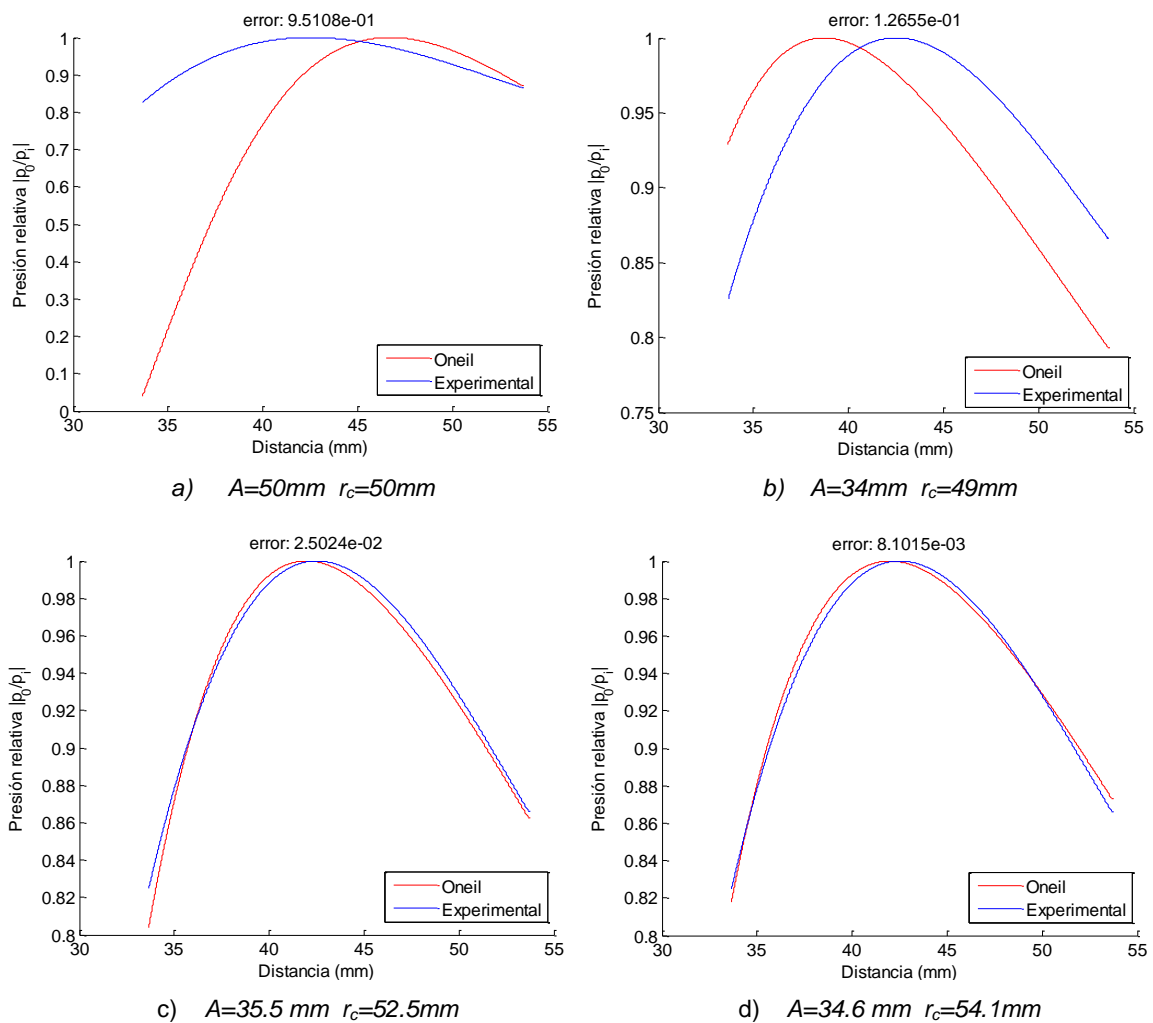 error: 9.5108e-01
Presión relativa |p0/pi|
1
0.9
0.8
0.7
0.6
0.5
0.4
0.3
0.2
0.1
0
30 35 40 45 50 55
Distancia (mm)
Oneil
Experimental
a) A=50mm rc=50mm
error: 1.2655e-01
Presión relativa |p0/pi|
1
0.95
0.9
0.85
0.8
0.75
30 35 40 45 50 55
Distancia (mm)
Oneil
Experimental
b) A=34mm rc=49mm
error: 2.5024e-02
Presión relativa |p0/pi|
1
0.98
0.96
0.94
0.92
0.9
0.88
0.86
0.84
0.82
0.8
30 35 40 45 50 55
Distancia (mm)
Oneil
Experimental
c) A=35.5 mm rc=52.5mm
error: 8.1015e-03
Presión relativa |p0/pi|
1
0.98
0.96
0.94
0.92
0.9
0.88
0.86
0.84
0.82
0.8
30 35 40 45 50 55
Distancia (mm)
Oneil
Experimental
d) A=34.6 mm rc=54.1mm